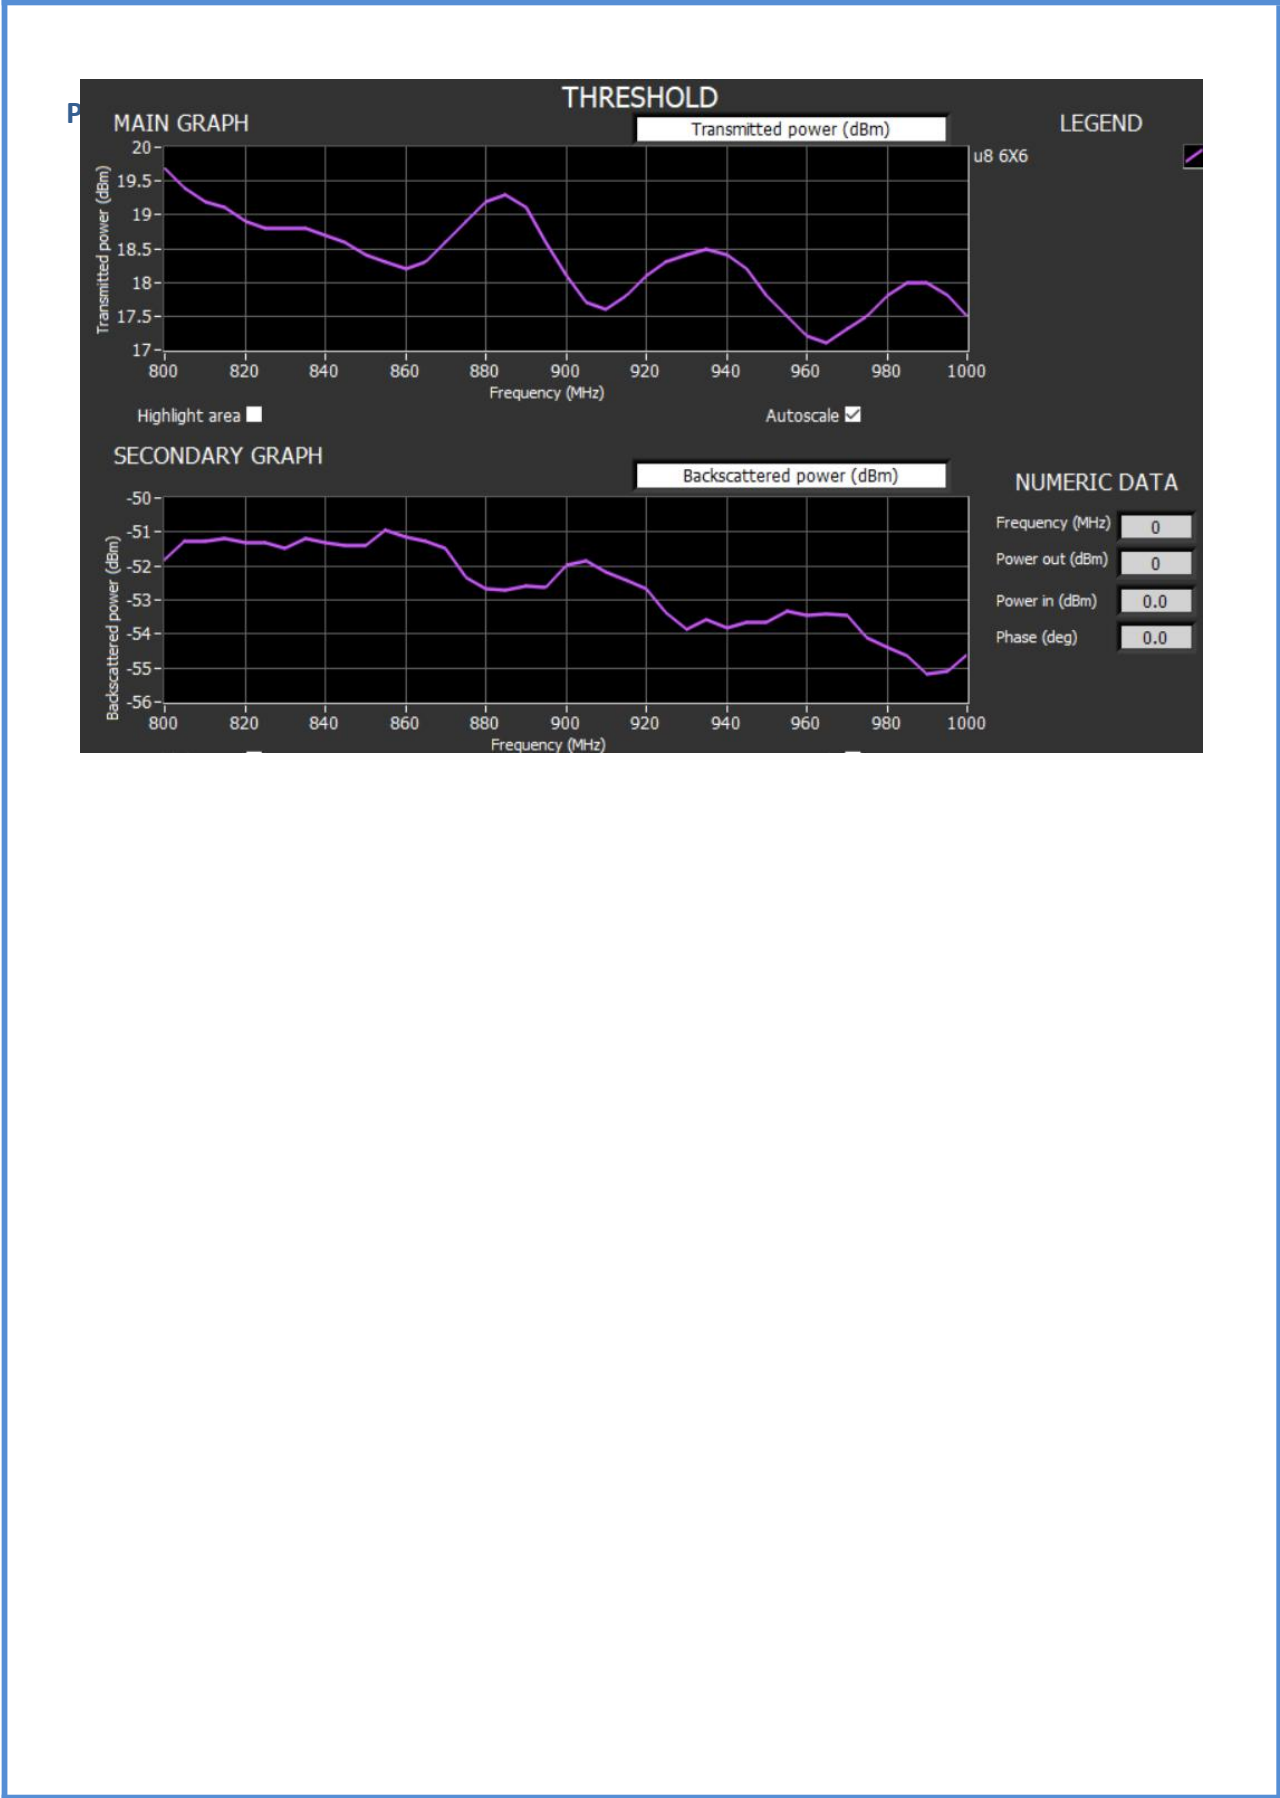 P
THRESHOLD
MAIN GRAPH
Transmitted power (dBm)
LEGEND
u8 6X6
Transmitted power (dBm)
20
19.5
19
18.5
18
17.5
17
800 820 840 860 880 900 920 940 960 980 1000
Frequency (MHz)
Highlight area
Autoscale
SECONDARY GRAPH
Backscattered power (dBm)
Backscattered power (dBm)
-50
-51
-52
-53
-54
-55
-56
800 820 840 860 880 900 920 940 960 980 1000
Frequency (MHz)
NUMERIC DATA
Frequency (MHz) 0
Power out (dBm) 0
Power in (dBm) 0.0
Phase (deg) 0.0